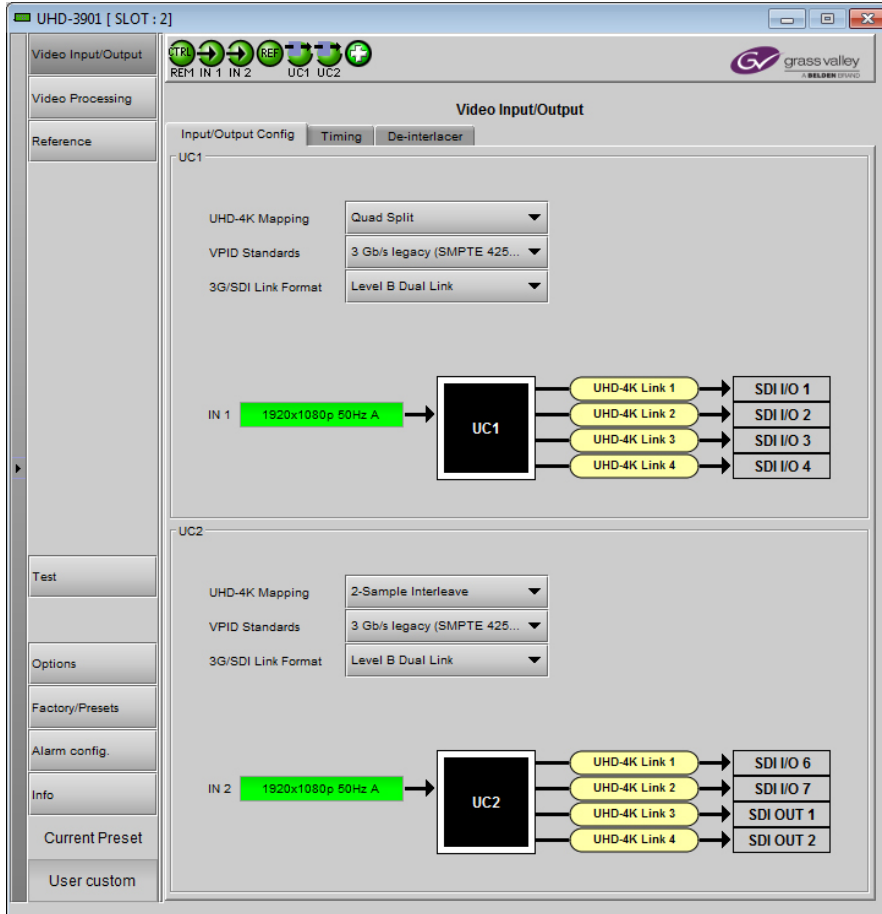 UHD-3901 [ SLOT : 2]
Video Input/Output
Video Processing
Reference
Test
Options
Factory/Presets
Alarm config.
Info
Current Preset
User custom
CTRL REF
REM IN 1 IN 2 UC1 UC2
GV grass valley
A BELDEN BRAND
Video Input/Output
Input/Output Config Timing De-interlacer
UC1
UHD-4K Mapping Quad Split
VPID Standards 3 Gb/s legacy (SMPTE 425...
3G/SDI Link Format Level B Dual Link
IN 1 1920x1080p 50Hz A
UC1
UHD-4K Link 1 SDI I/O 1
UHD-4K Link 2 SDI I/O 2
UHD-4K Link 3 SDI I/O 3
UHD-4K Link 4 SDI I/O 4
UC2
UHD-4K Mapping 2-Sample Interleave
VPID Standards 3 Gb/s legacy (SMPTE 425...
3G/SDI Link Format Level B Dual Link
IN 2 1920x1080p 50Hz A
UC2
UHD-4K Link 1 SDI I/O 6
UHD-4K Link 2 SDI I/O 7
UHD-4K Link 3 SDI OUT 1
UHD-4K Link 4 SDI OUT 2